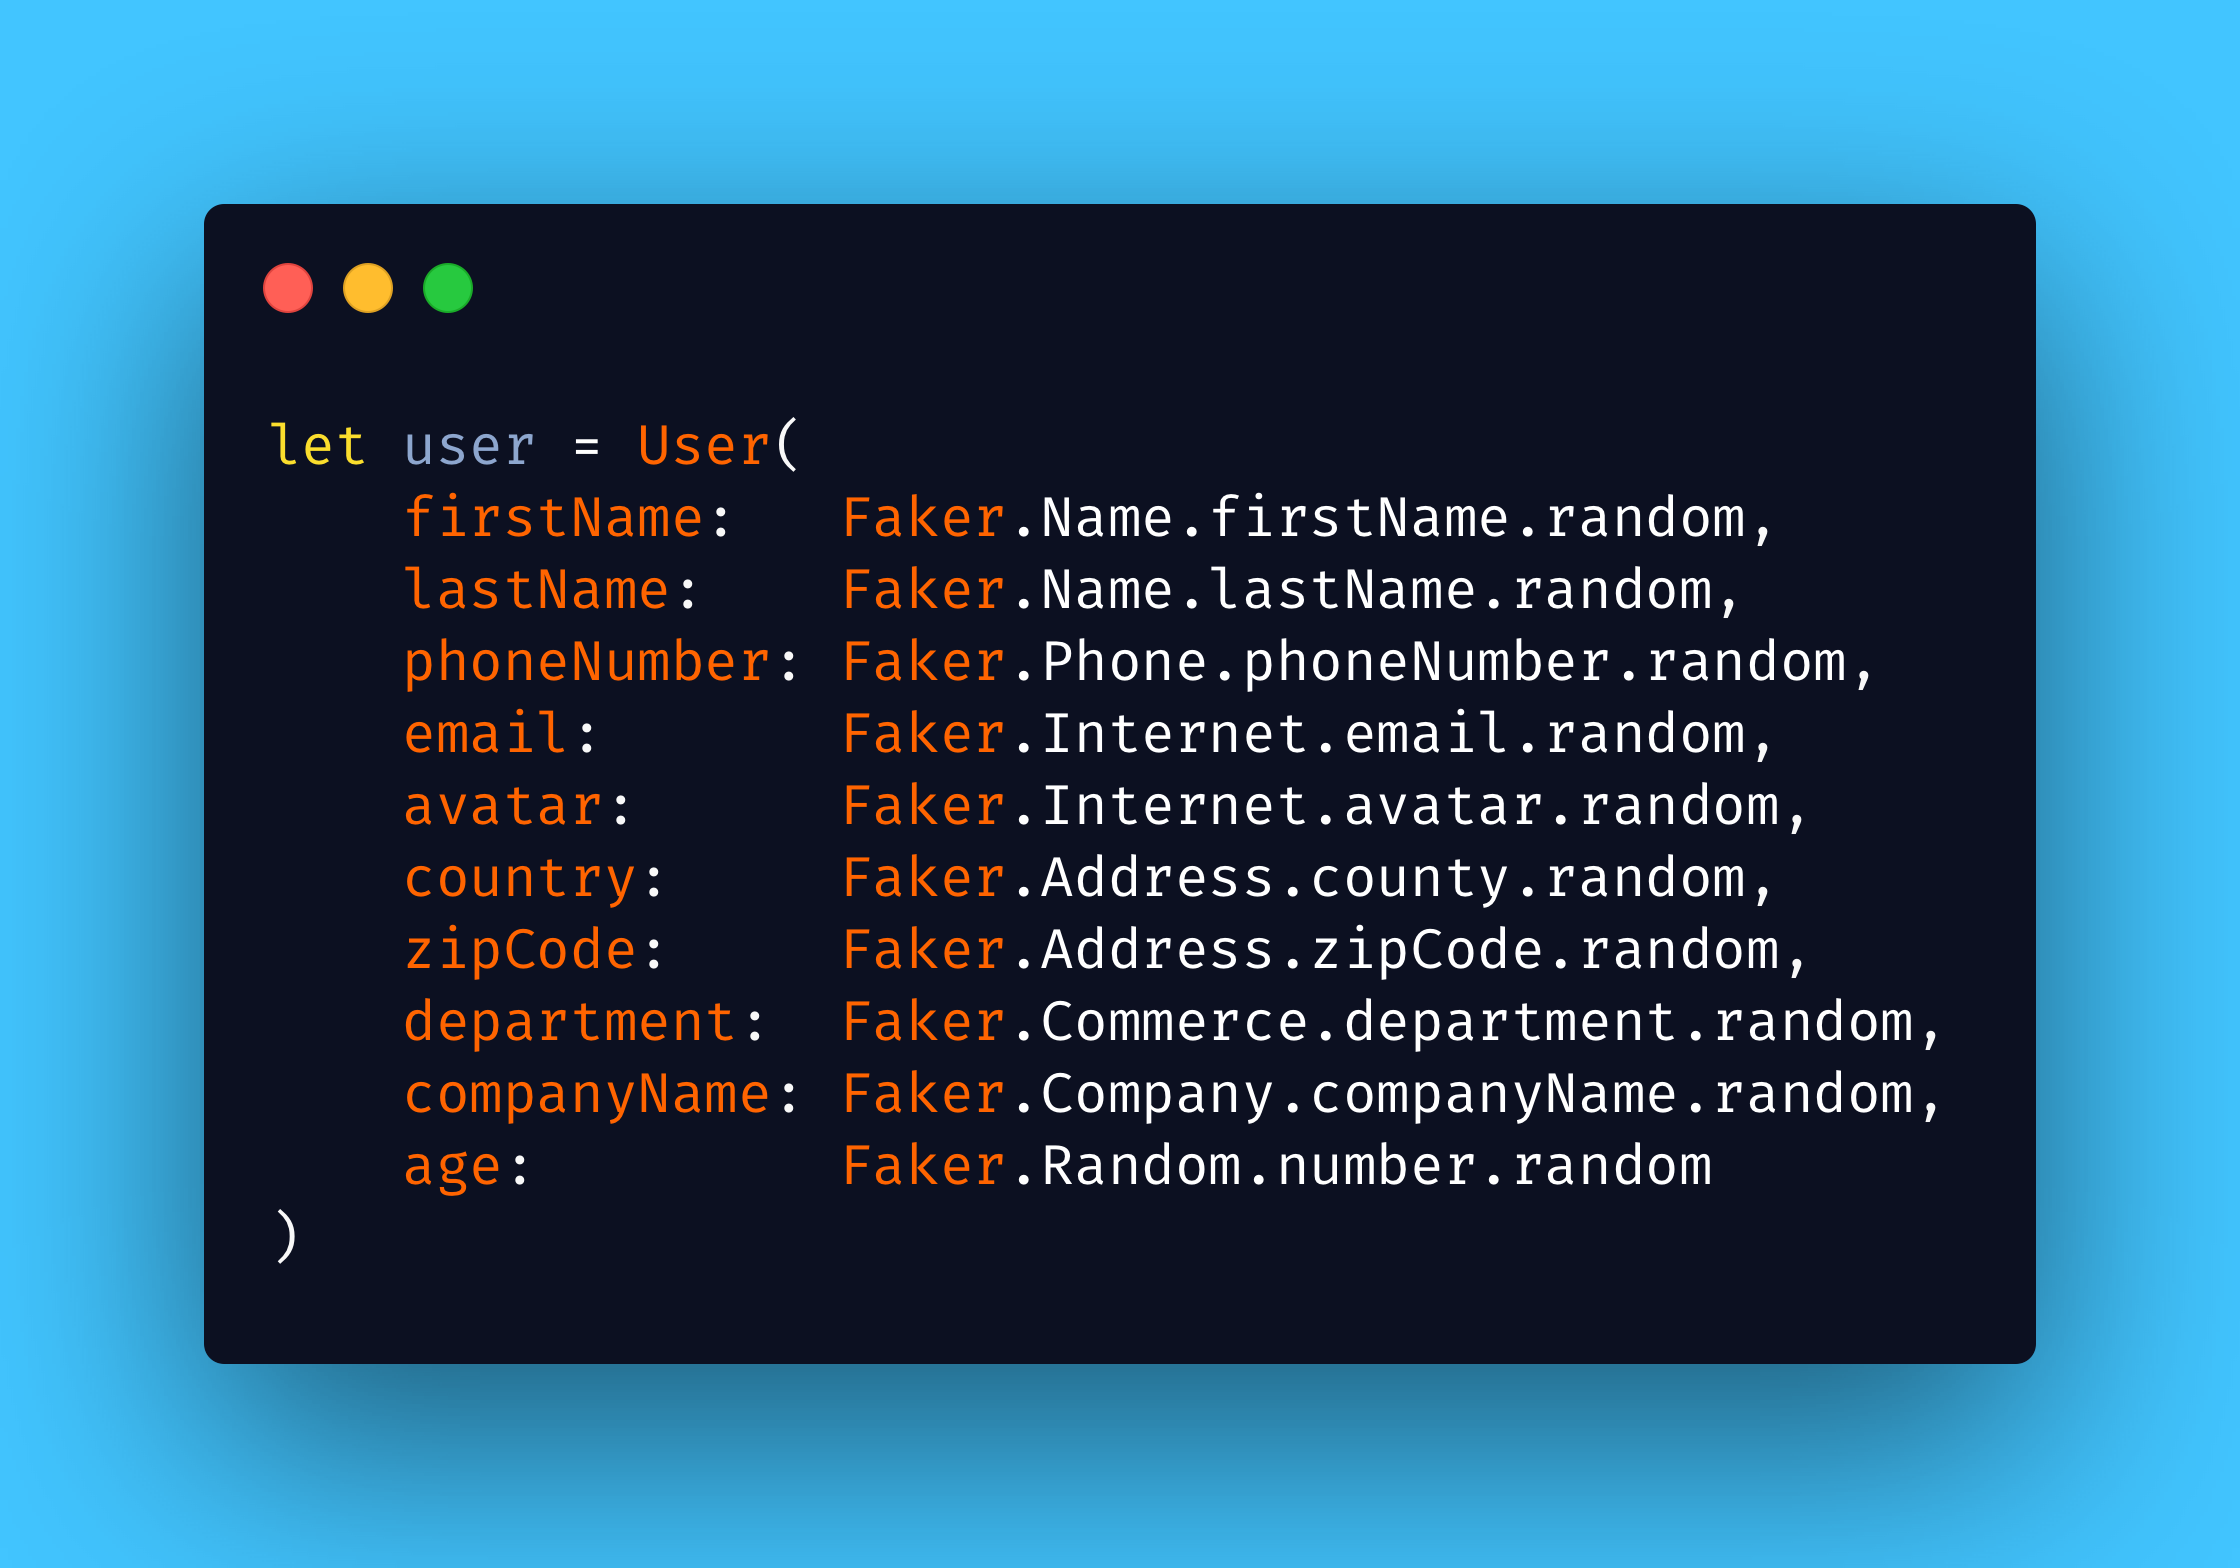 let user = User(
    firstName:   Faker.Name.firstName.random,
    lastName:    Faker.Name.lastName.random,
    phoneNumber: Faker.Phone.phoneNumber.random,
    email:       Faker.Internet.email.random,
    avatar:      Faker.Internet.avatar.random,
    country:     Faker.Address.county.random,
    zipCode:     Faker.Address.zipCode.random,
    department:  Faker.Commerce.department.random,
    companyName: Faker.Company.companyName.random,
    age:         Faker.Random.number.random
)